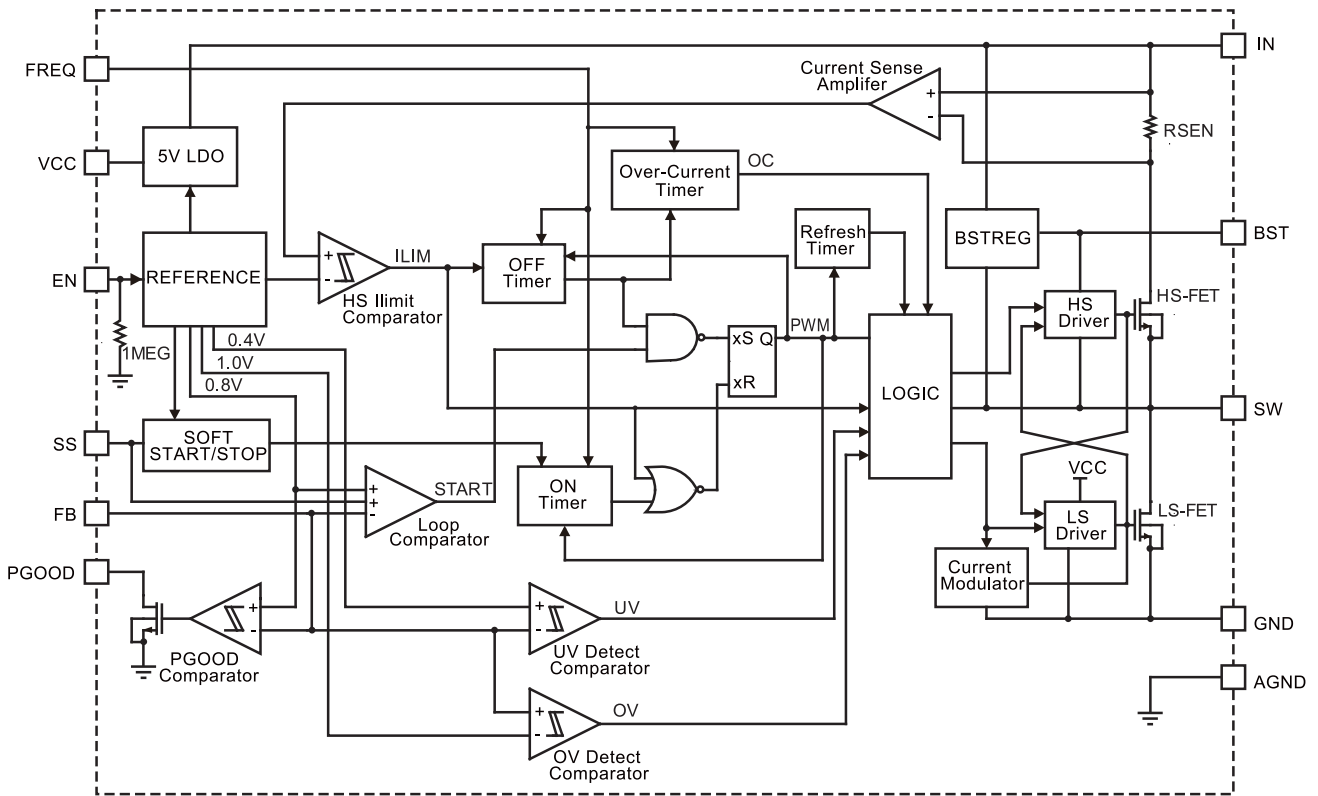 IN
FREQ
Current Sense
Amplifer
+
-
RSEN
VCC
5V LDO
Over-Current
Timer
OC
Refresh
Timer
BSTREG
BST
EN
REFERENCE
+
-
ILIM
HS Ilimit
Comparator
OFF
Timer
HS
Driver
HS-FET
1MEG
0.4V
1.0V
0.8V
xS Q
xR
PWM
LOGIC
SW
SS
SOFT
START/STOP
+
+
-
START
Loop
Comparator
ON
Timer
VCC
LS
Driver
LS-FET
FB
PGOOD
Current
Modulator
+
-
PGOOD
Comparator
+
-
UV
UV Detect
Comparator
GND
AGND
+
-
OV
OV Detect
Comparator